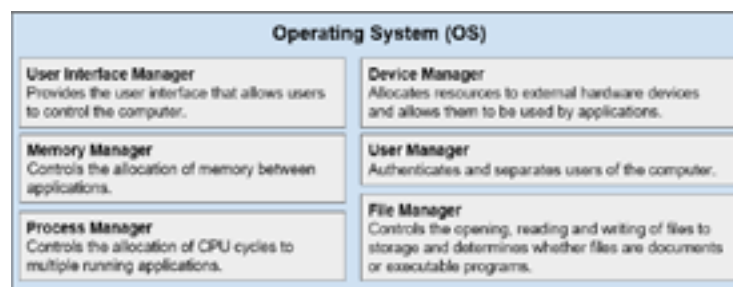 Operating System (OS)
User Interface Manager
Provides the user interface that allows users
to control the computer.
Memory Manager
Controls the allocation of memory between
applications.
Process Manager
Controls the allocation of CPU cycles to
multiple running applications.
Device Manager
Allocates resources to external hardware devices
and allows them to be used by applications.
User Manager
Authenticates and separates users of the computer.
File Manager
Controls the opening, reading and writing of files to
storage and determines whether files are documents
or executable programs.